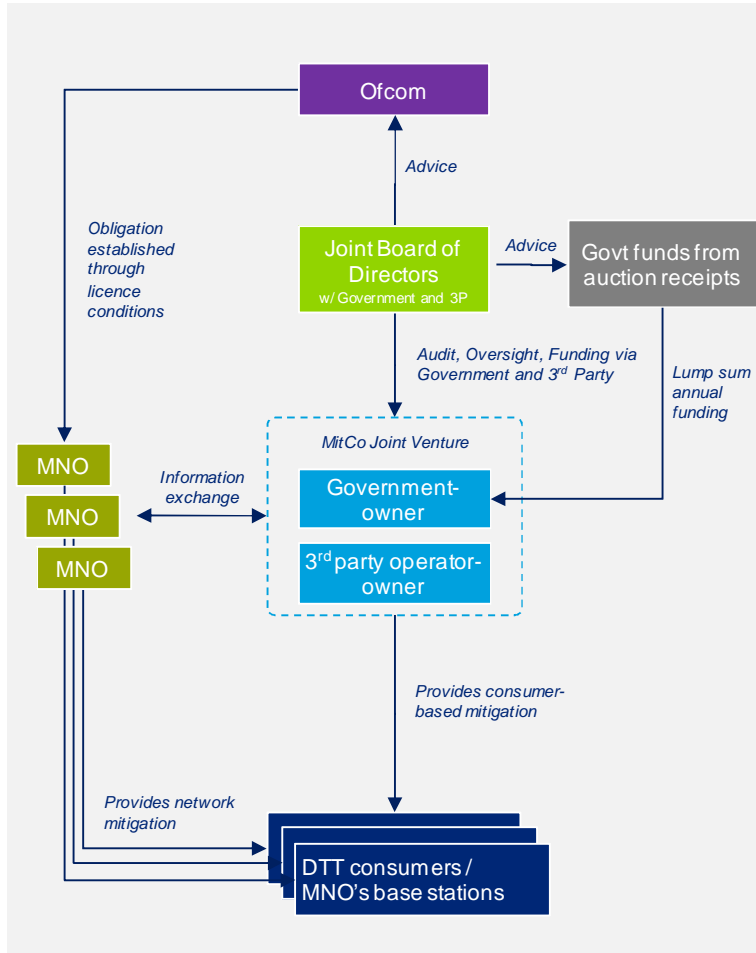 Ofcom
Advice
Obligation
established
through
licence
conditions
Joint Board of
Directors
w/ Government and 3P
Advice
Govt funds from
auction receipts
Audit, Oversight, Funding via
Government and 3rd Party
Lump sum
annual
funding
MitCo Joint Venture
MNO
MNO
MNO
Information
exchange
Government-
owner
3rd party operator-
owner
Provides consumer-
based mitigation
Provides network
mitigation
DTT consumers /
MNO's base stations